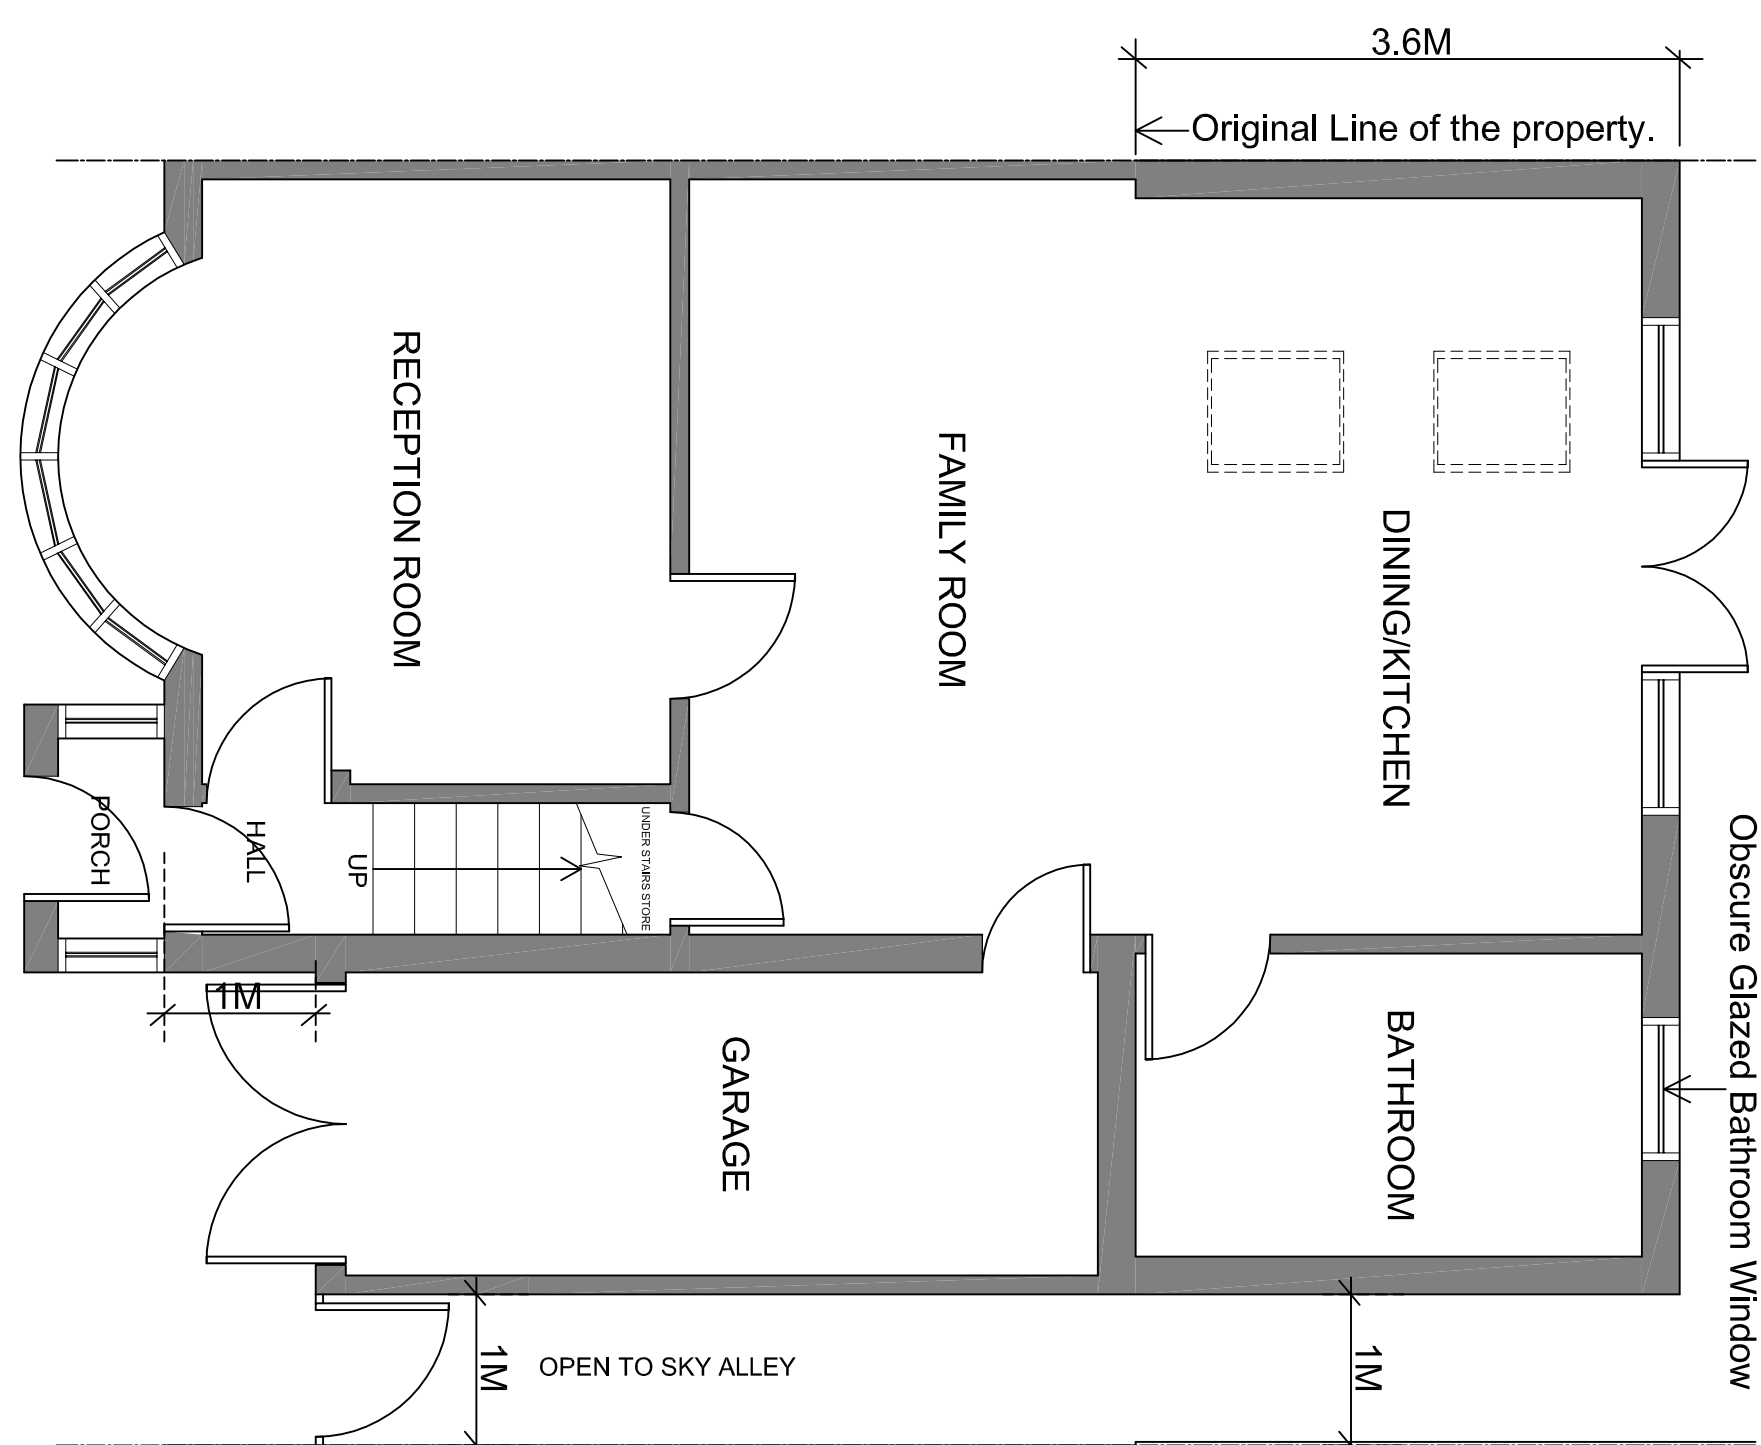 3.6M
Original Line of the property.
RECEPTION ROOM
FAMILY ROOM
DINING/KITCHEN
PORCH
HALL
UP
UNDER STAIRS STORE
Obscure Glazed Bathroom Window
1M
GARAGE
BATHROOM
1M
OPEN TO SKY ALLEY
1M